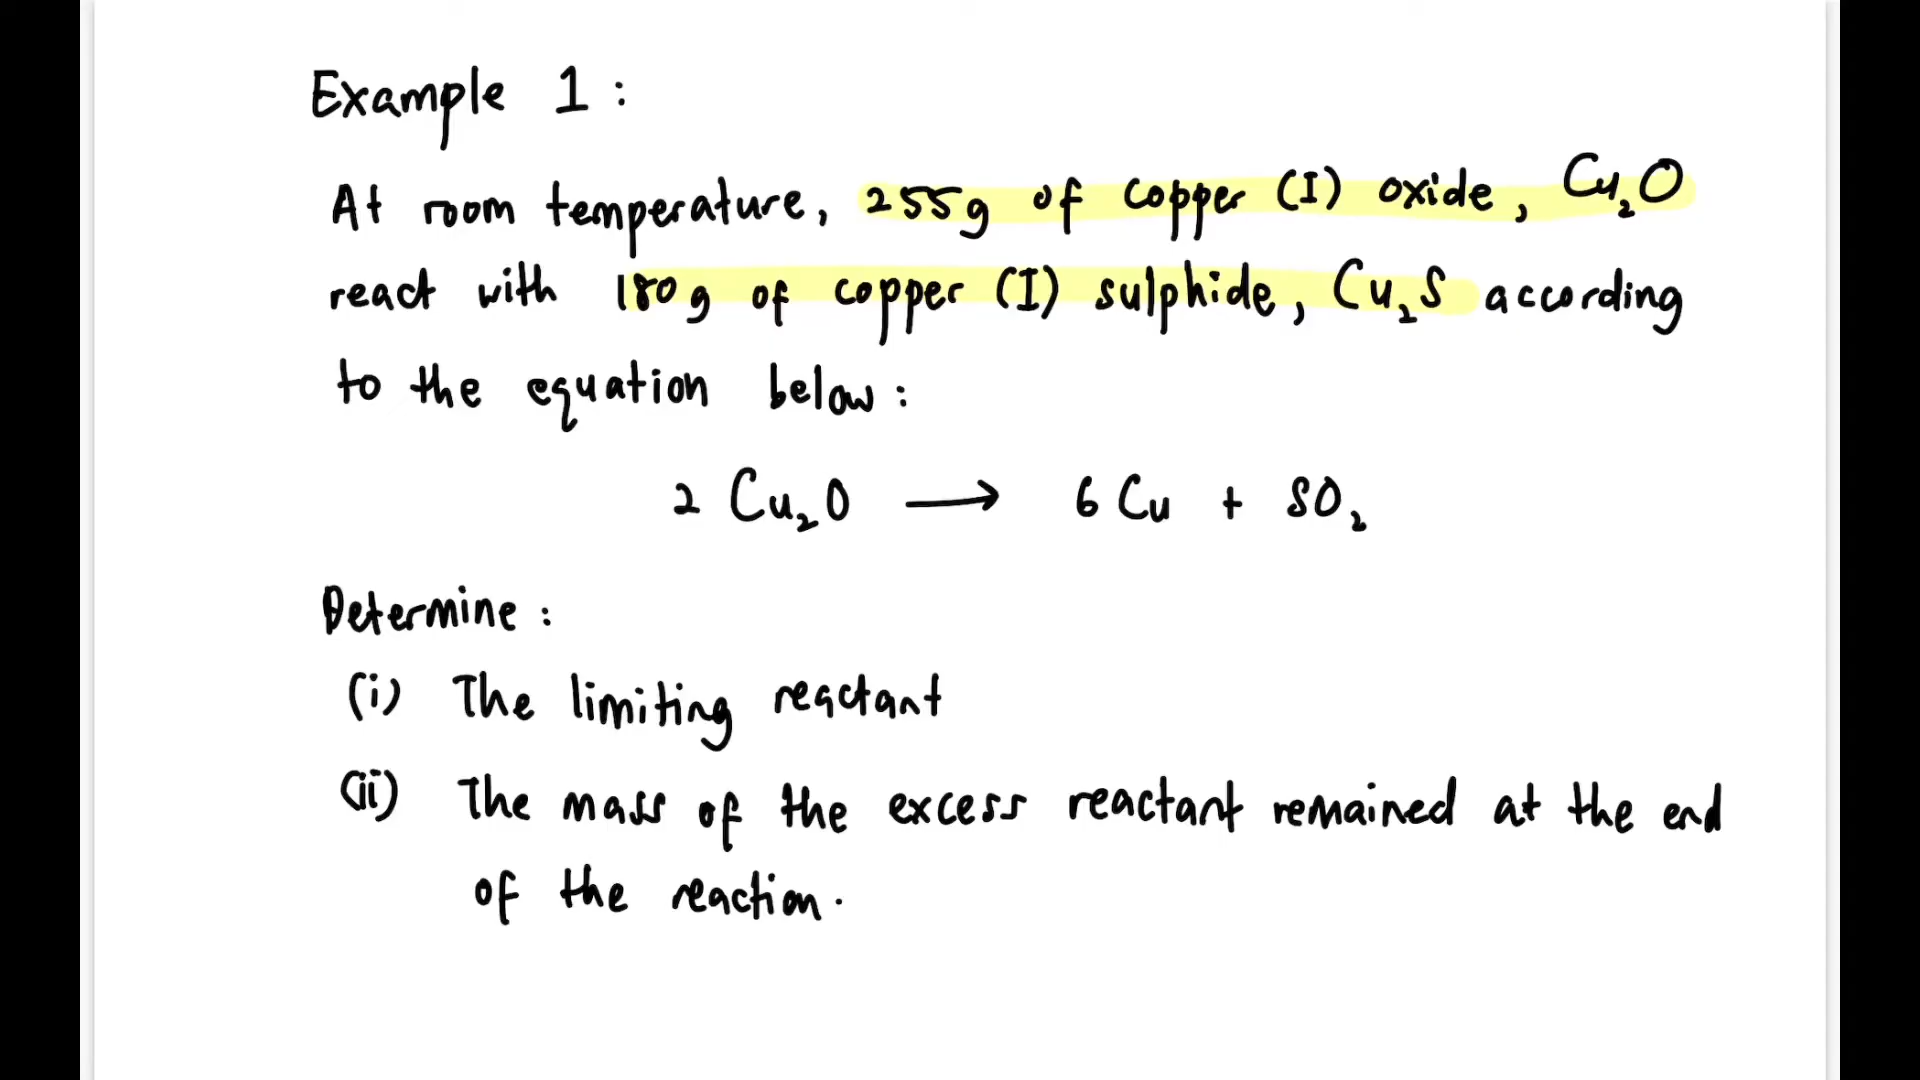 Example 1 :
At room temperature, 255g of copper (I) oxide, Cu₂O
react with 180g of copper (I) sulphide, Cu₂S according
to the equation below :
2 Cu₂O ⟶ 6 Cu + SO₂
Determine :
(i) The limiting reactant
(ii) The mass of the excess reactant remained at the end
of the reaction.